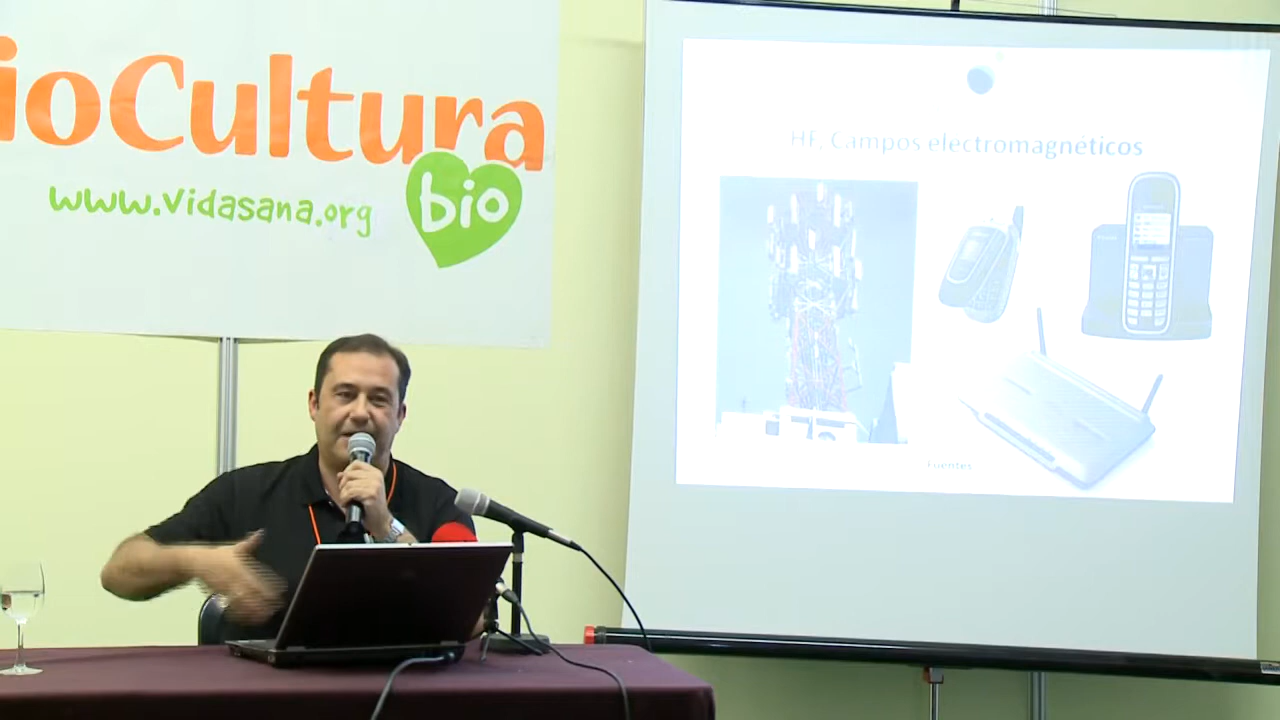 ioCultura
www.vidasana.org
bio
HF, Campos electromagnéticos
Fuentes